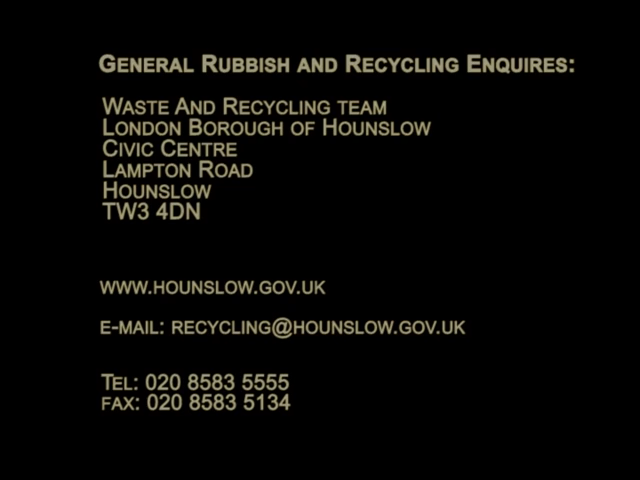 GENERAL RUBBISH AND RECYCLING ENQUIRES:
WASTE AND RECYCLING TEAM
LONDON BOROUGH OF HOUNSLOW
CIVIC CENTRE
LAMPTON ROAD
HOUNSLOW
TW3 4DN
WWW.HOUNSLOW.GOV.UK
E-MAIL: RECYCLING@HOUNSLOW.GOV.UK
TEL: 020 8583 5555
FAX: 020 8583 5134